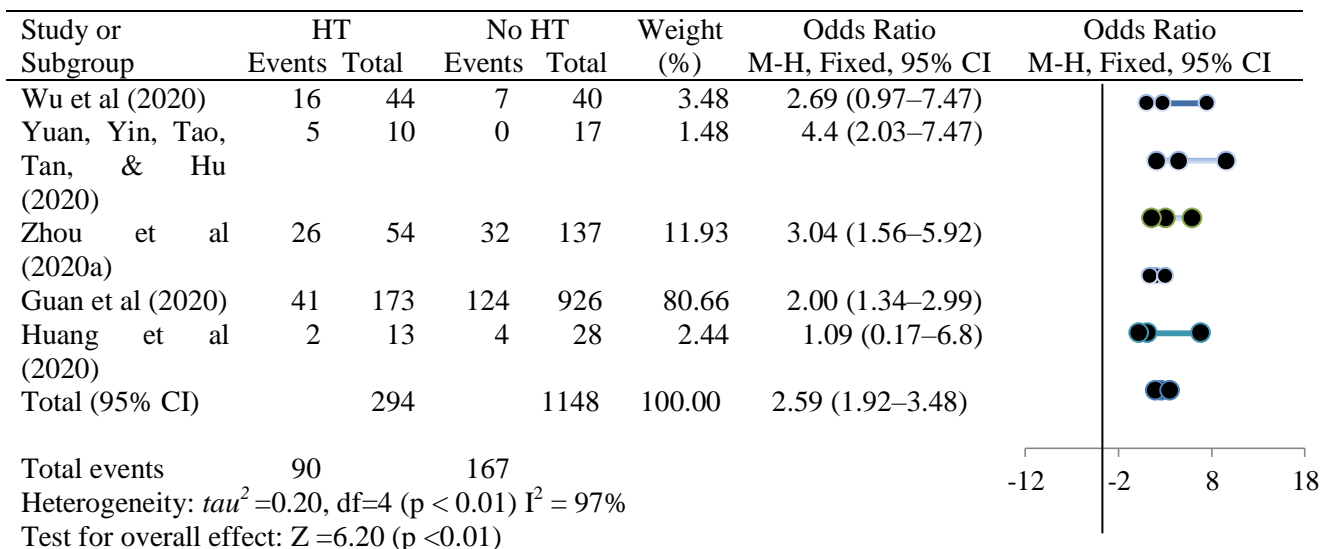 Study or HT No HT Weight Odds Ratio Odds Ratio
Subgroup Events Total Events Total (%) M-H, Fixed, 95% CI M-H, Fixed, 95% CI
Wu et al (2020) 16 44 7 40 3.48 2.69 (0.97–7.47)
Yuan, Yin, Tao, 5 10 0 17 1.48 4.4 (2.03–7.47)
Tan, & Hu
(2020)
Zhou et al 26 54 32 137 11.93 3.04 (1.56–5.92)
(2020a)
Guan et al (2020) 41 173 124 926 80.66 2.00 (1.34–2.99)
Huang et al 2 13 4 28 2.44 1.09 (0.17–6.8)
(2020)
Total (95% CI) 294 1148 100.00 2.59 (1.92–3.48)
Total events 90 167
-12 -2 8 18
Heterogeneity: tau² =0.20, df=4 (p < 0.01) I² = 97%
Test for overall effect: Z =6.20 (p <0.01)